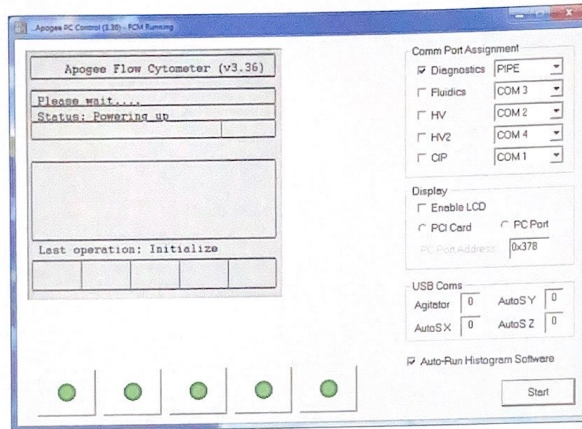 Apogee PC Control (3.36) - FCM Running
Apogee Flow Cytometer (v3.36)
Please wait....
Status: Powering up
Last operation: Initialize
Comm Port Assignment
Diagnostics PIPE
Fluidics COM 3
HV COM 2
HV2 COM 4
CIP COM 1
Display
Enable LCD
PCI Card PC Port
PC Port Address 0x378
USB Coms
Agitator 0 AutoS Y 0
AutoS X 0 AutoS Z 0
Auto-Run Histogram Software
Start